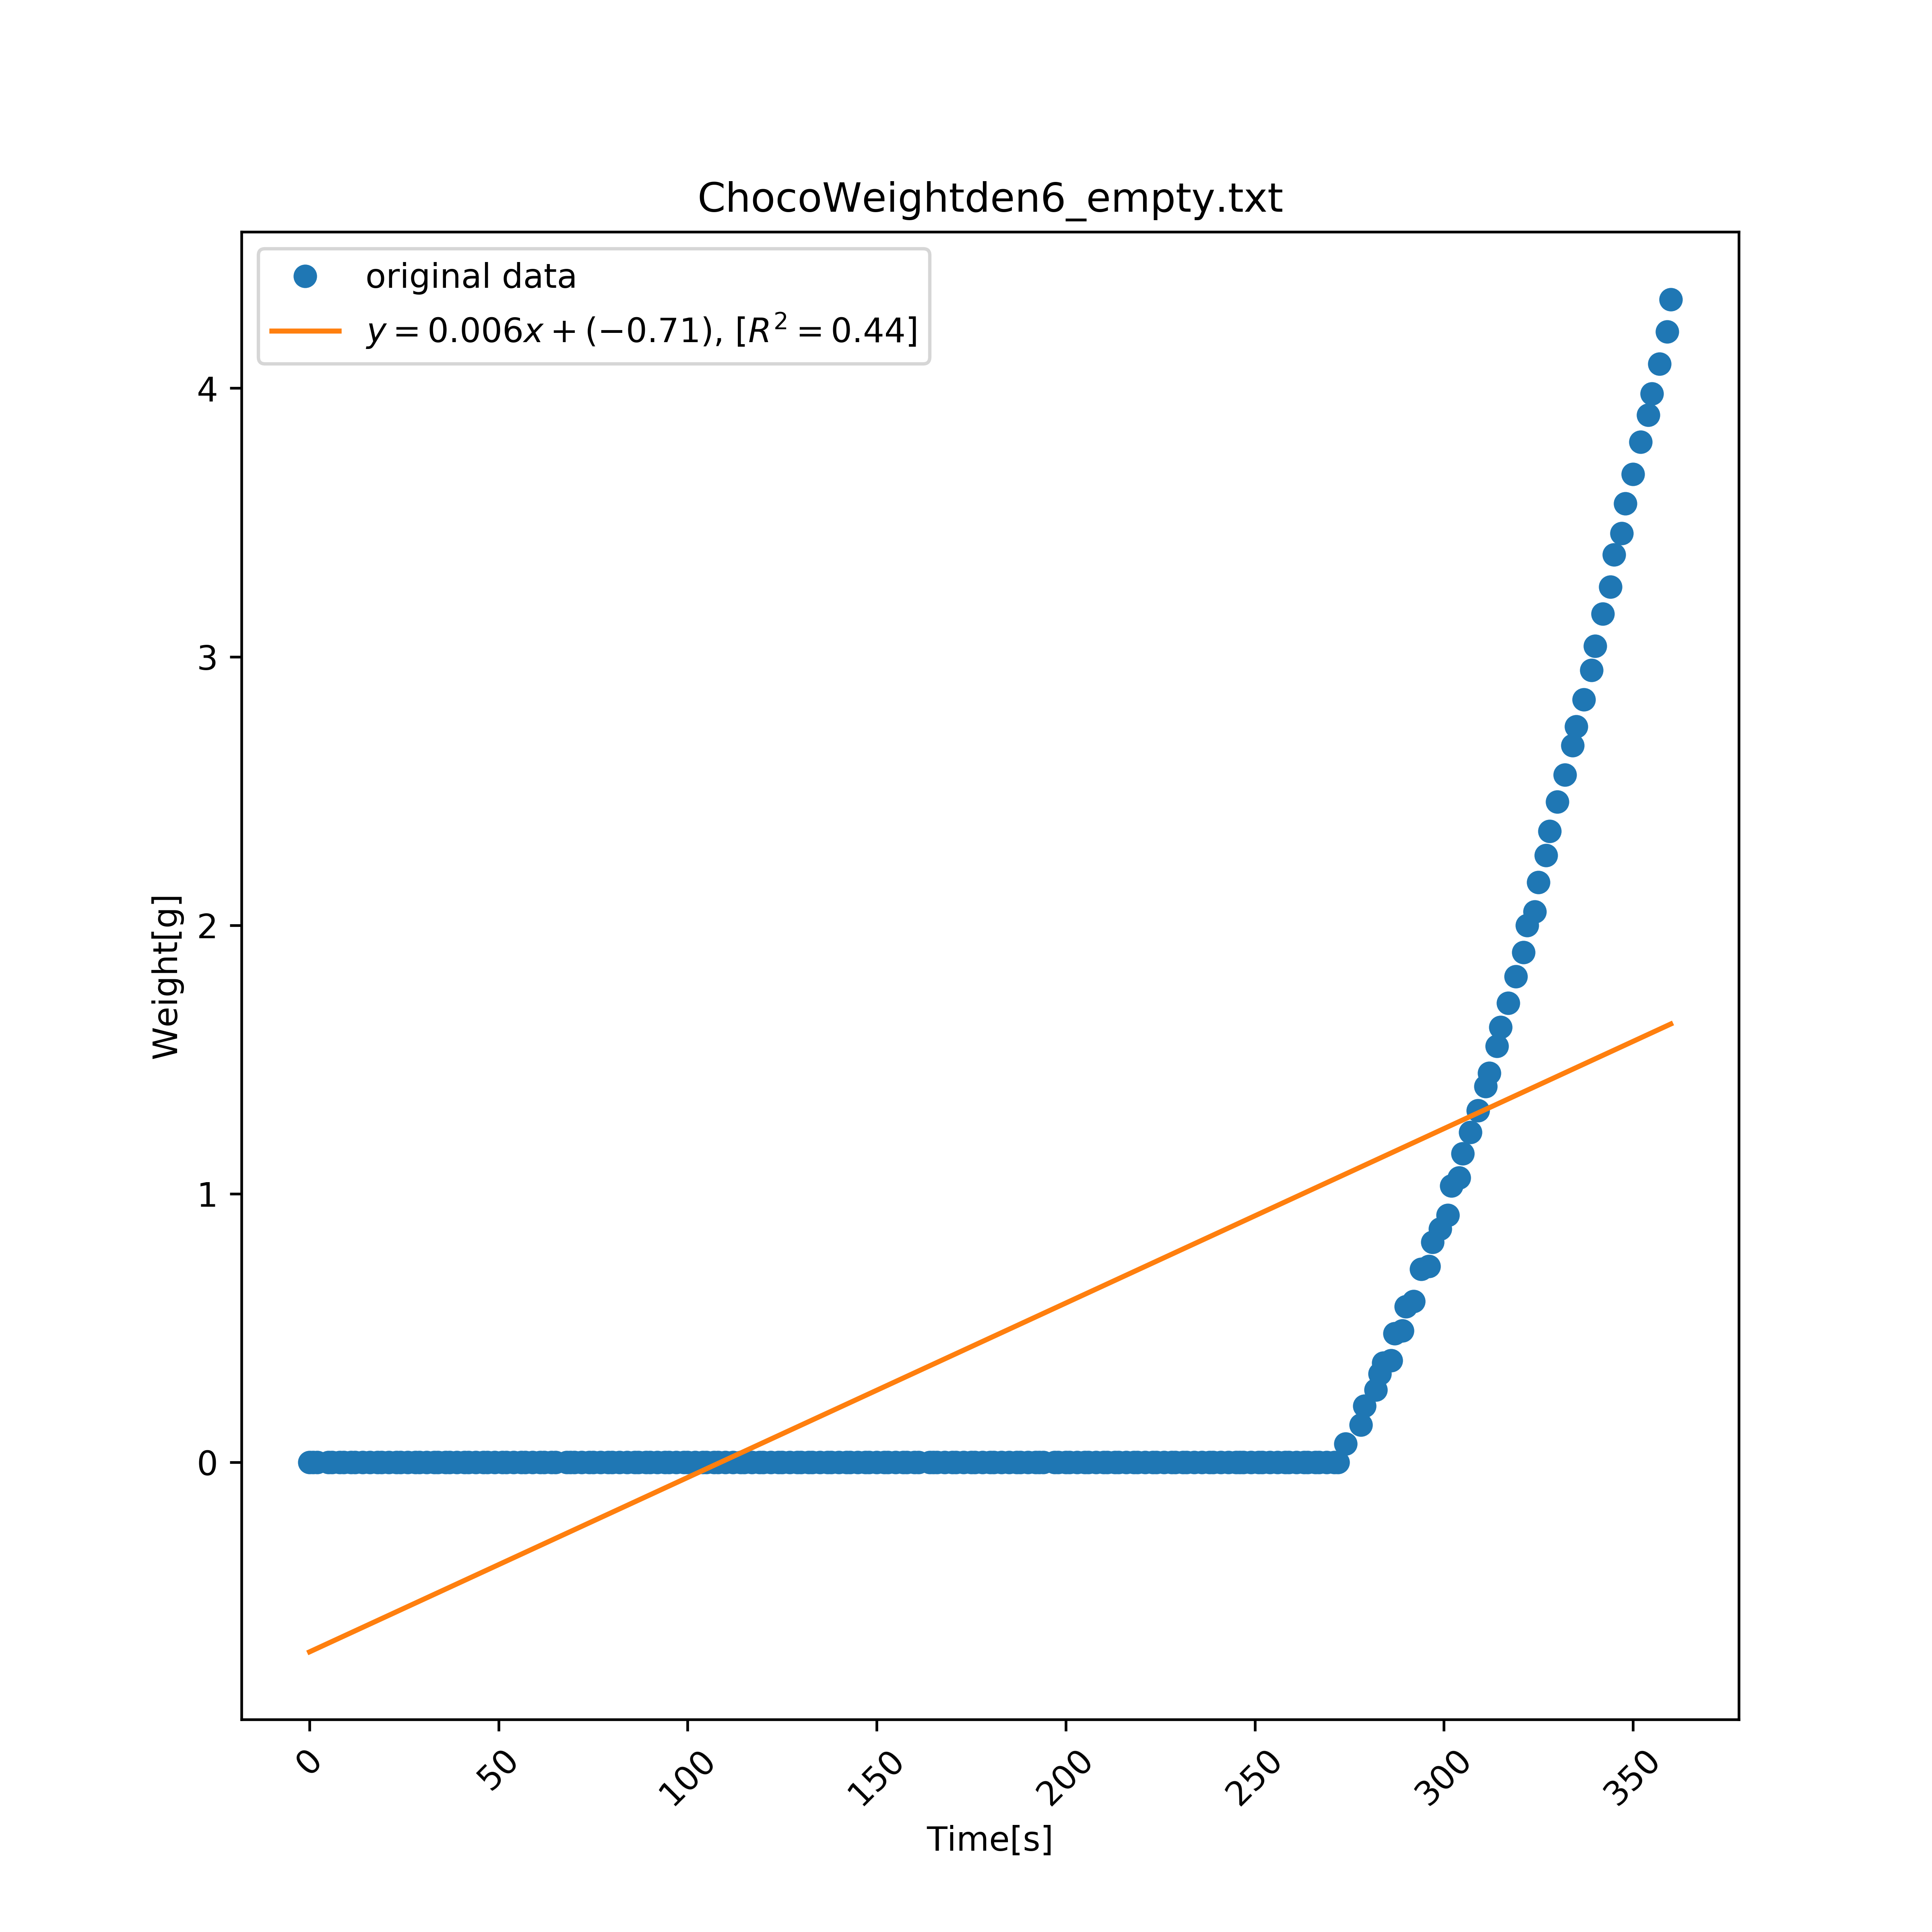 ChocoWeightden6_empty.txt
original data
y = 0.006x + (−0.71), [R² = 0.44]
4
3
2
1
0
Weight[g]
0 50 100 150 200 250 300 350
Time[s]